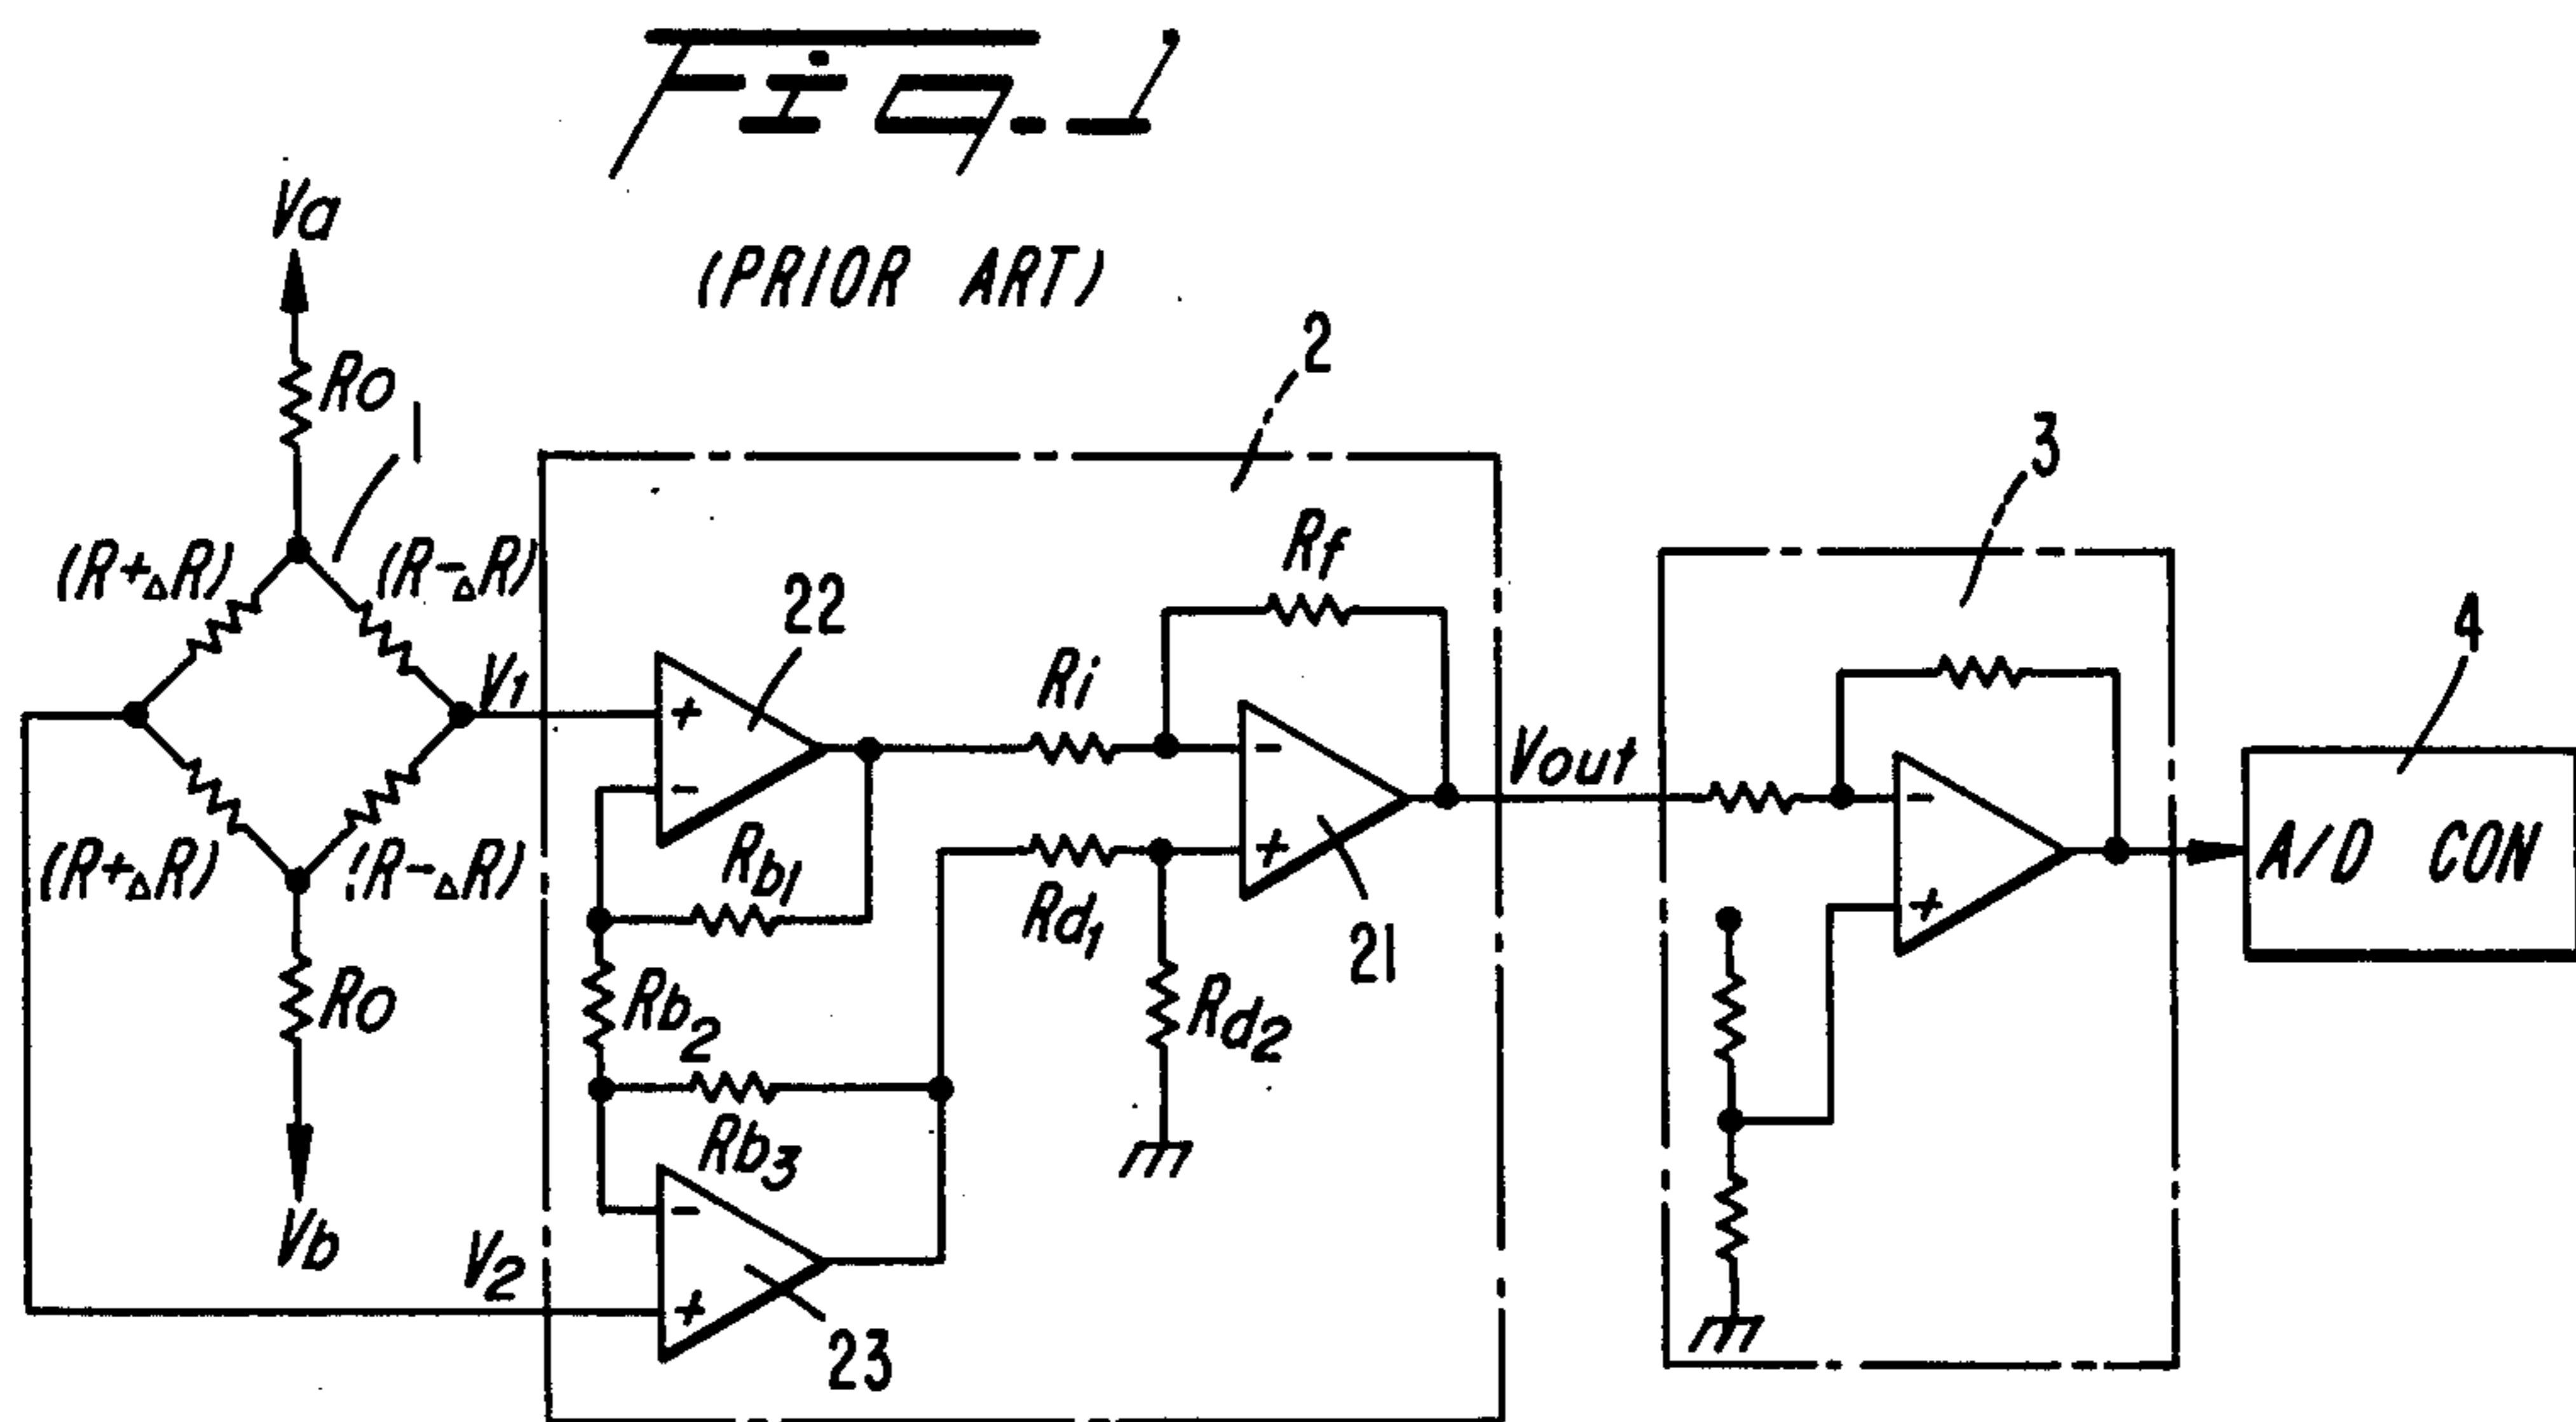 Fig. 1
(PRIOR ART)
Va
Ro
1
2
3
4
(R+ΔR)
(R-ΔR)
V1
22
Ri
Rf
Vout
A/D CON
(R+ΔR)
(R-ΔR)
Rb1
Rd1
21
Ro
Rb2
Rd2
Rb3
Vb
V2
23
+
-
-
+
-
+
-
+